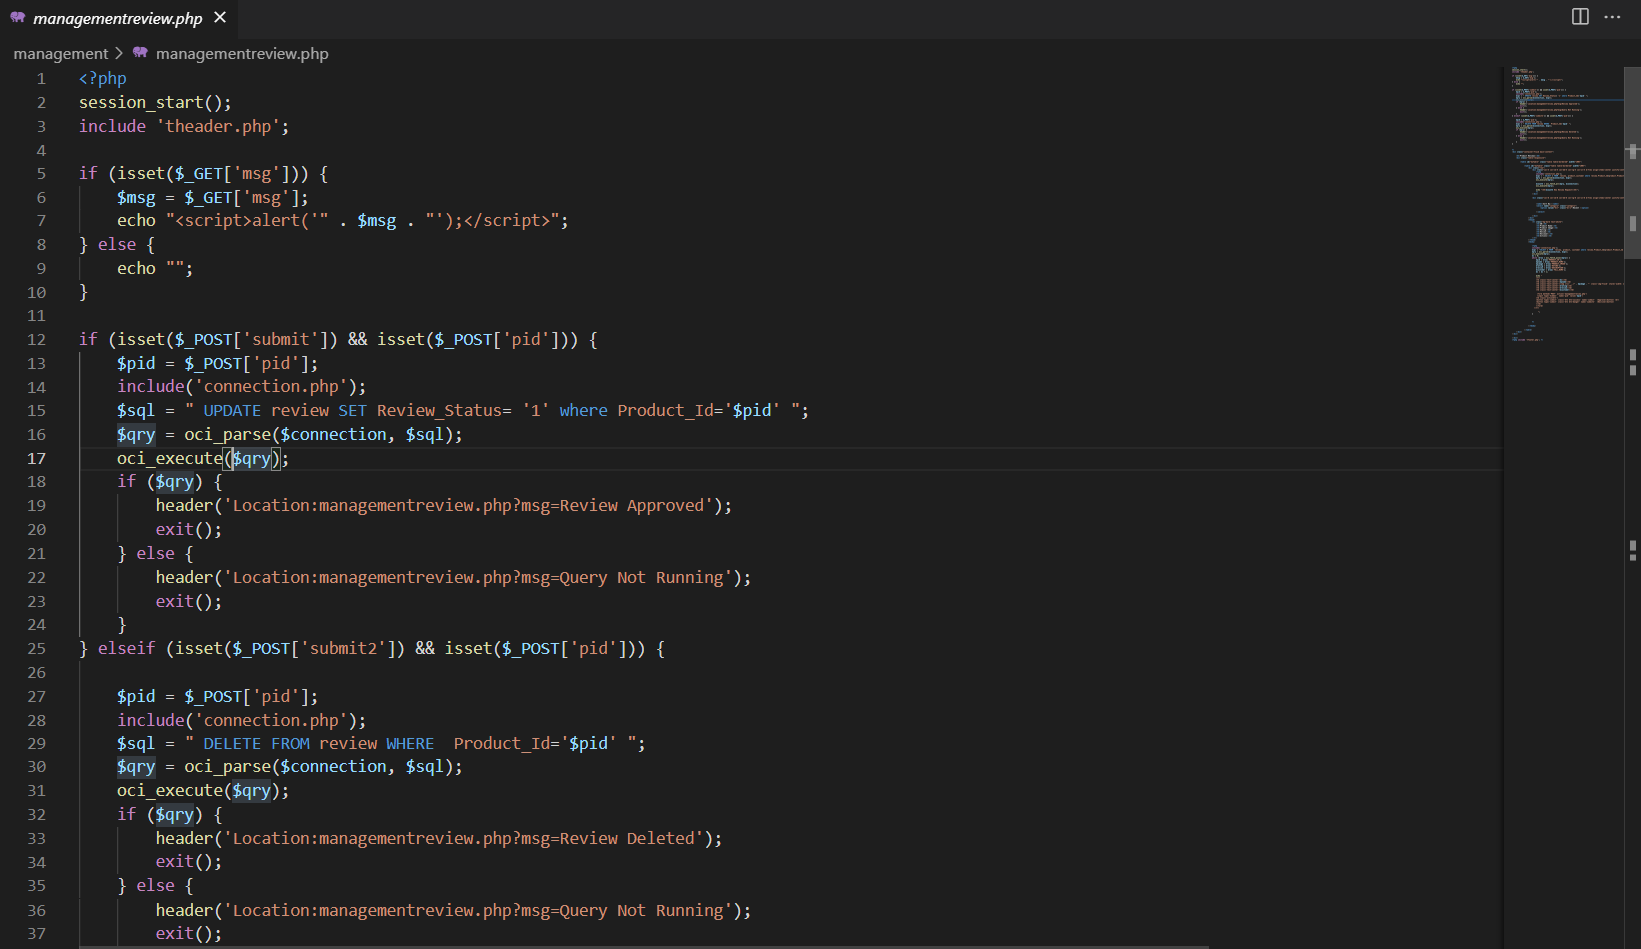 managementreview.php
management > managementreview.php
1 <?php
2 session_start();
3 include 'theader.php';
4
5 if (isset($_GET['msg'])) {
6     $msg = $_GET['msg'];
7     echo "<script>alert('" . $msg . "');</script>";
8 } else {
9     echo "";
10 }
11
12 if (isset($_POST['submit']) && isset($_POST['pid'])) {
13     $pid = $_POST['pid'];
14     include('connection.php');
15     $sql = " UPDATE review SET Review_Status= '1' where Product_Id='$pid' ";
16     $qry = oci_parse($connection, $sql);
17     oci_execute($qry);
18     if ($qry) {
19         header('Location:managementreview.php?msg=Review Approved');
20         exit();
21     } else {
22         header('Location:managementreview.php?msg=Query Not Running');
23         exit();
24     }
25 } elseif (isset($_POST['submit2']) && isset($_POST['pid'])) {
26
27     $pid = $_POST['pid'];
28     include('connection.php');
29     $sql = " DELETE FROM review WHERE  Product_Id='$pid' ";
30     $qry = oci_parse($connection, $sql);
31     oci_execute($qry);
32     if ($qry) {
33         header('Location:managementreview.php?msg=Review Deleted');
34         exit();
35     } else {
36         header('Location:managementreview.php?msg=Query Not Running');
37         exit();